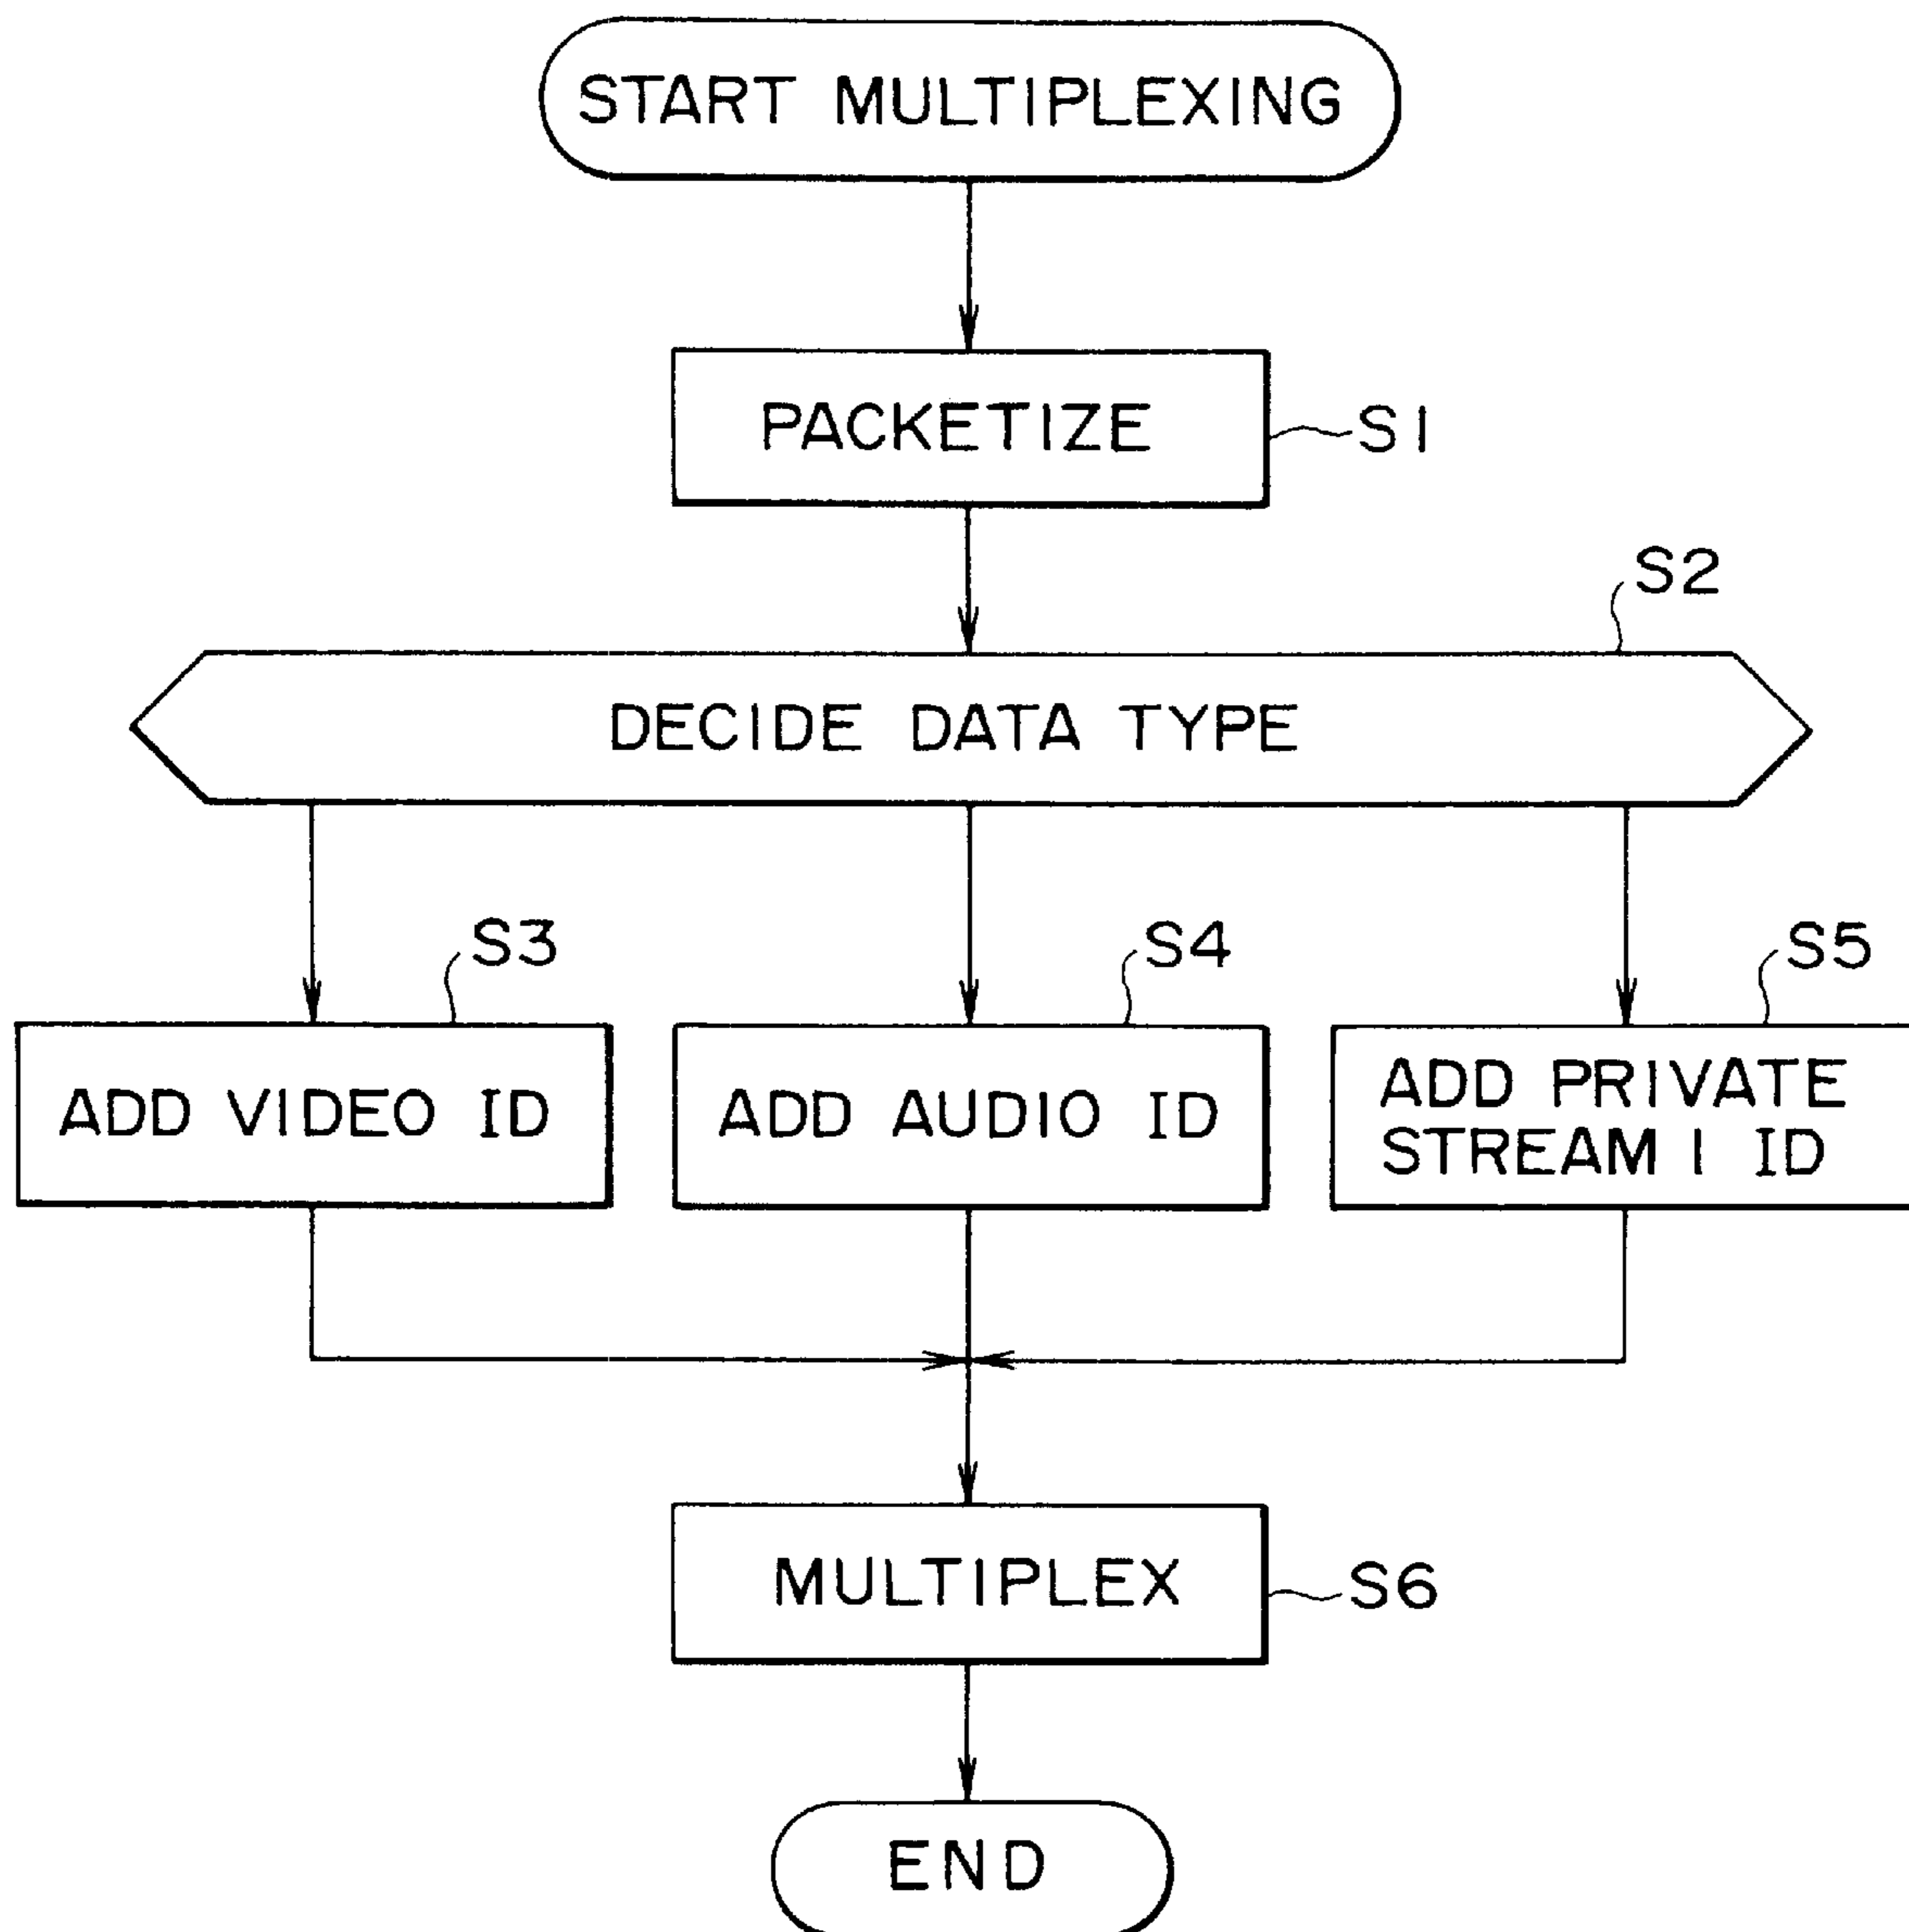 START MULTIPLEXING
PACKETIZE
S1
S2
DECIDE DATA TYPE
S3
S4
S5
ADD VIDEO ID
ADD AUDIO ID
ADD PRIVATE
STREAM 1 ID
MULTIPLEX
S6
END